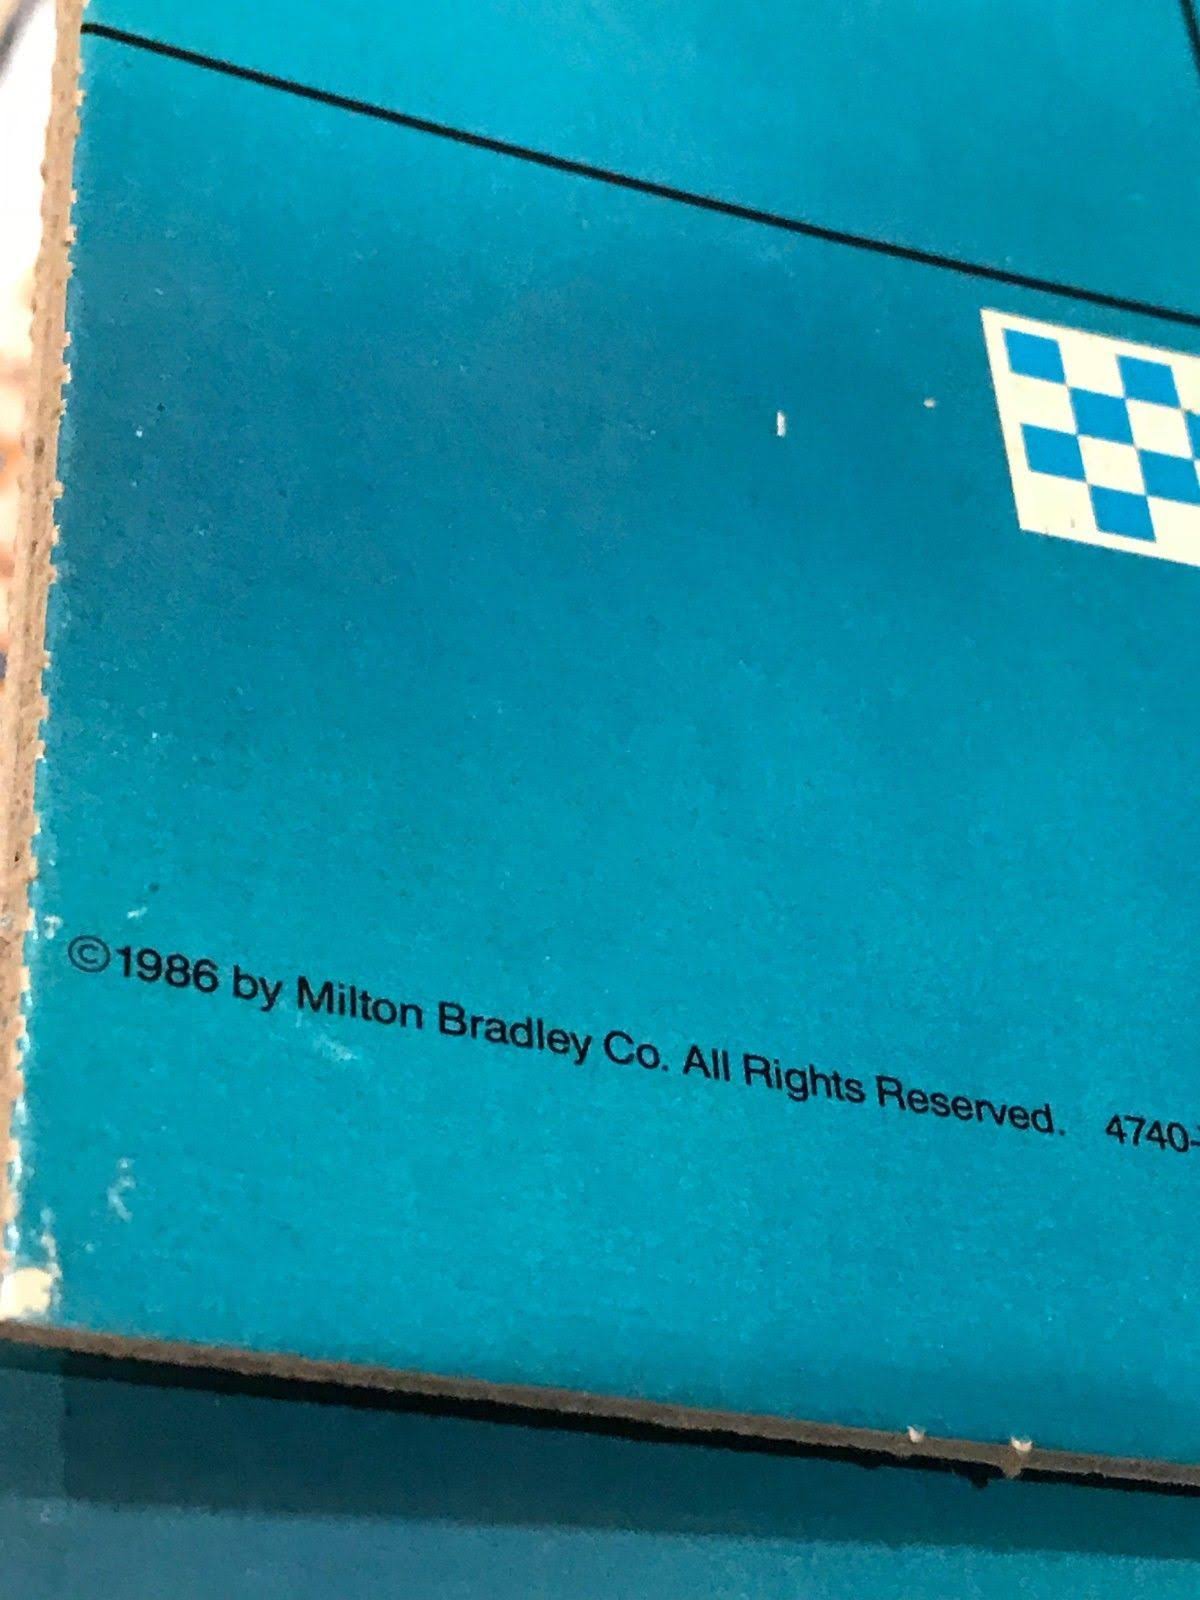 ©1986 by Milton Bradley Co. All Rights Reserved. 4740-